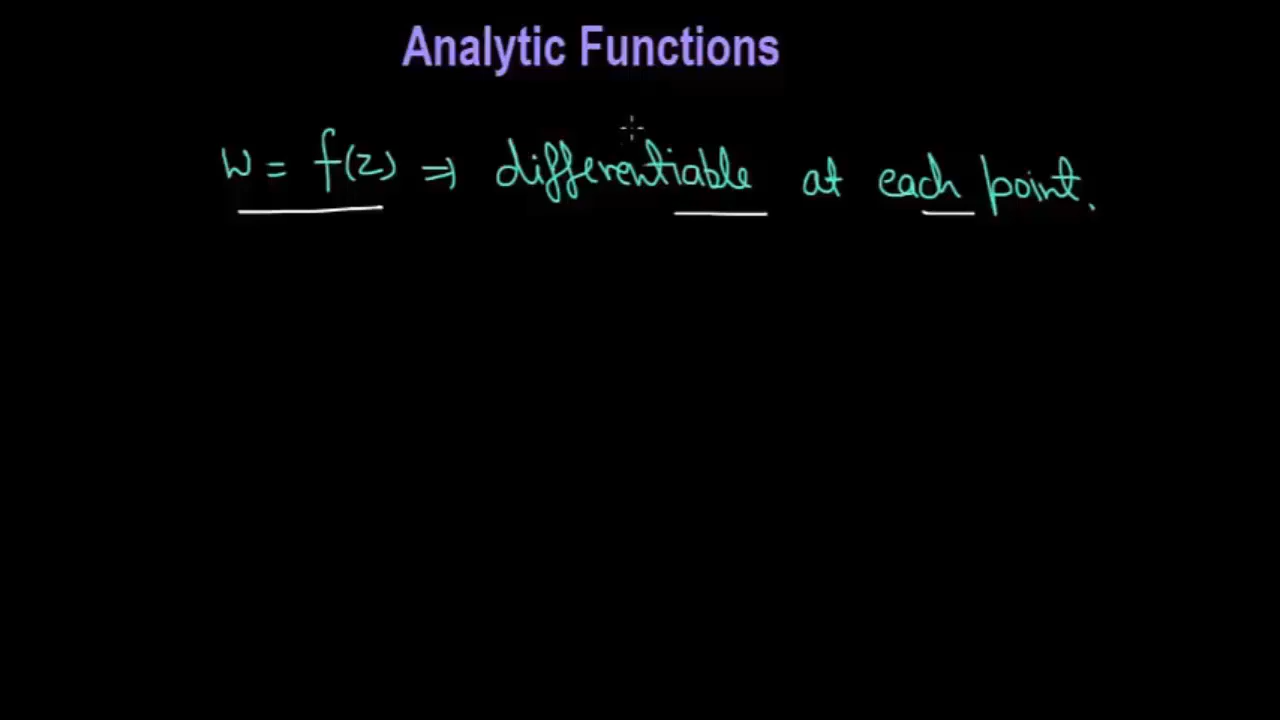 Analytic Functions
w = f(z) ⇒ differentiable at each point.